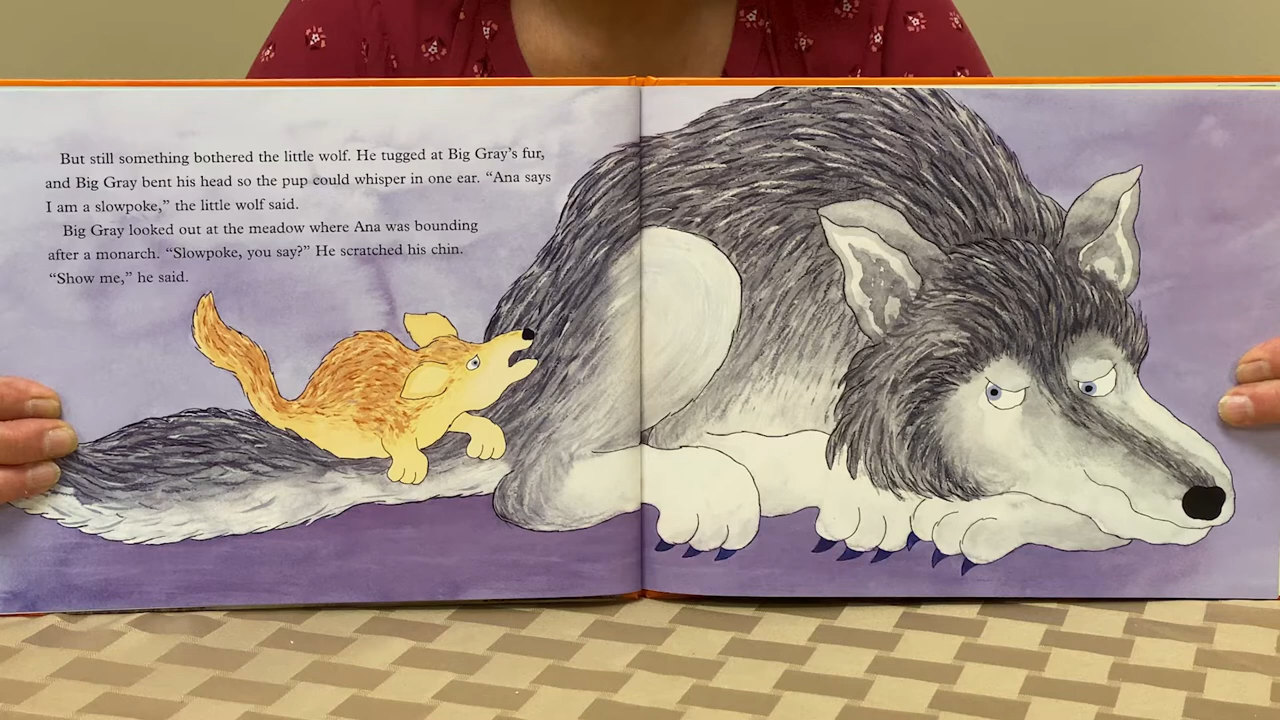 But still something bothered the little wolf. He tugged at Big Gray's fur,
and Big Gray bent his head so the pup could whisper in one ear. “Ana says
I am a slowpoke,” the little wolf said.
Big Gray looked out at the meadow where Ana was bounding
after a monarch. “Slowpoke, you say?” He scratched his chin.
“Show me,” he said.